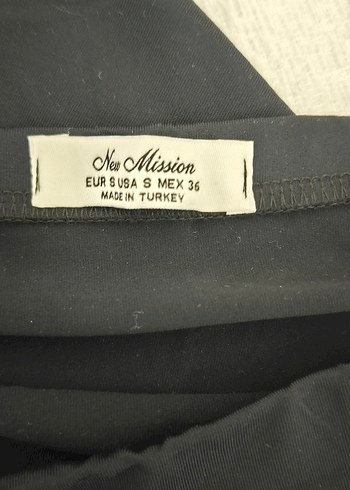 New Mission
EUR S USA S MEX 36
MADE IN TURKEY